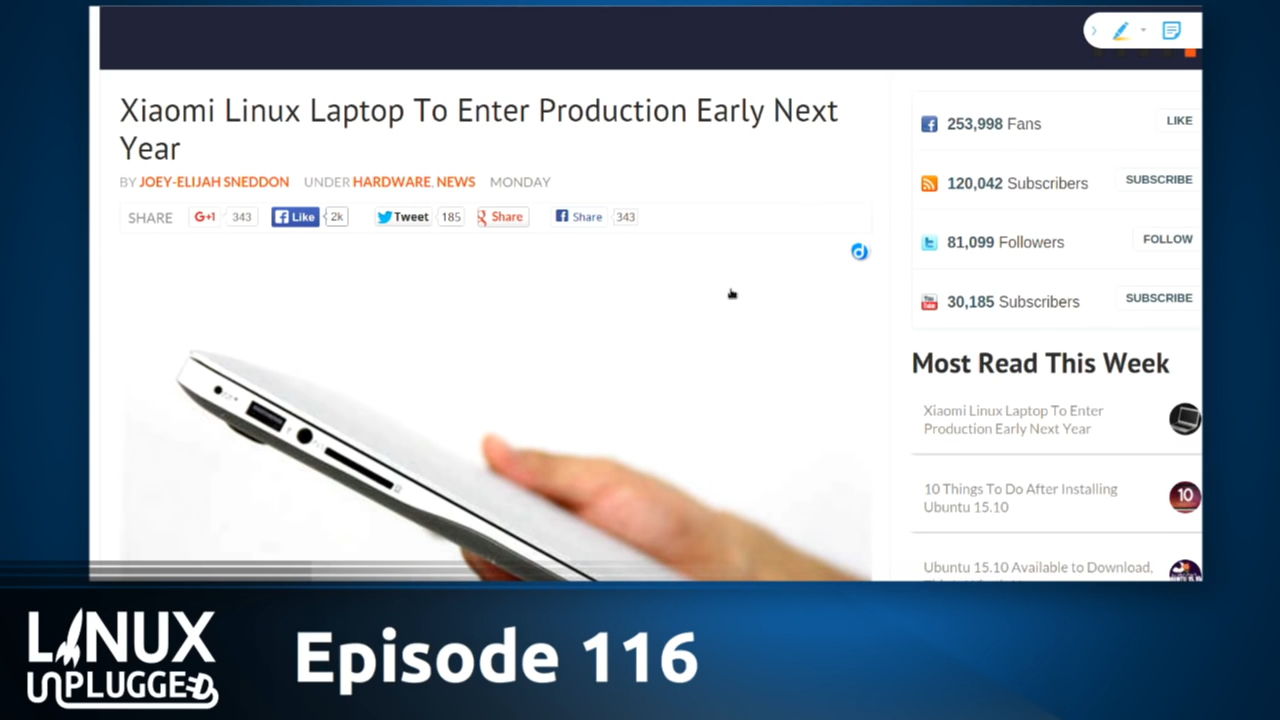 Xiaomi Linux Laptop To Enter Production Early Next
Year
BY JOEY-ELIJAH SNEDDON UNDER HARDWARE, NEWS MONDAY
SHARE G+1 343 Like 2k Tweet 185 Share Share 343
253,998 Fans LIKE
120,042 Subscribers SUBSCRIBE
81,099 Followers FOLLOW
You Tube 30,185 Subscribers SUBSCRIBE
Most Read This Week
Xiaomi Linux Laptop To Enter
Production Early Next Year
10 Things To Do After Installing
Ubuntu 15.10
10
Ubuntu 15.10 Available to Download,
LINUX
UNPLUGGED
Episode 116